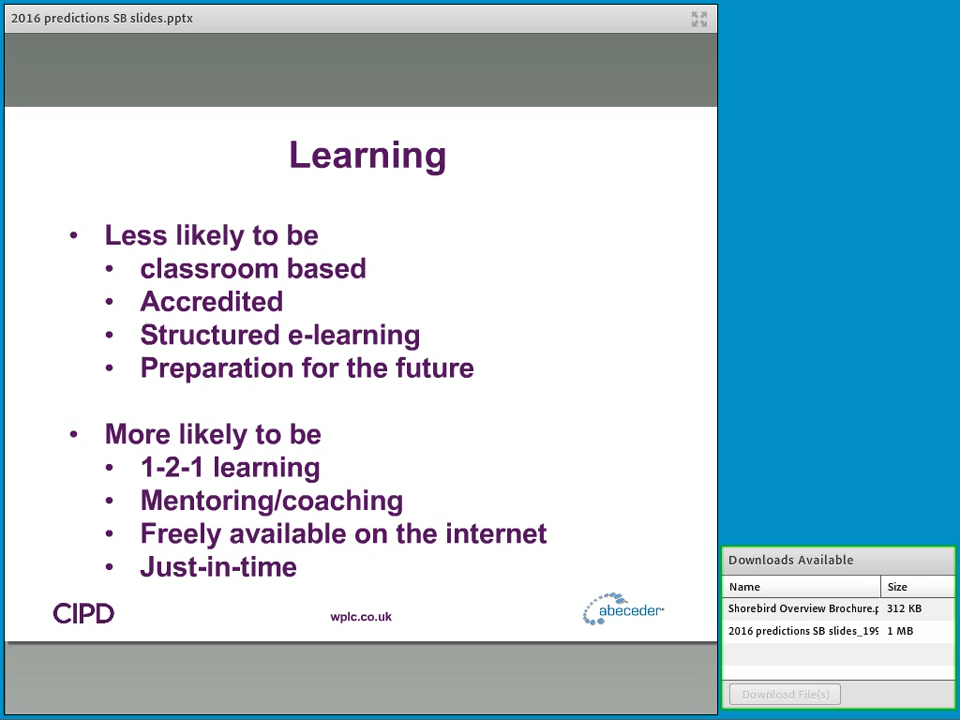 2016 predictions SB slides.pptx
Learning
• Less likely to be
• classroom based
• Accredited
• Structured e-learning
• Preparation for the future
• More likely to be
• 1-2-1 learning
• Mentoring/coaching
• Freely available on the internet
• Just-in-time
CIPD
wplc.co.uk
abeceder
Downloads Available
Name Size
Shorebird Overview Brochure.p 312 KB
2016 predictions SB slides_199 1 MB
Download File(s)